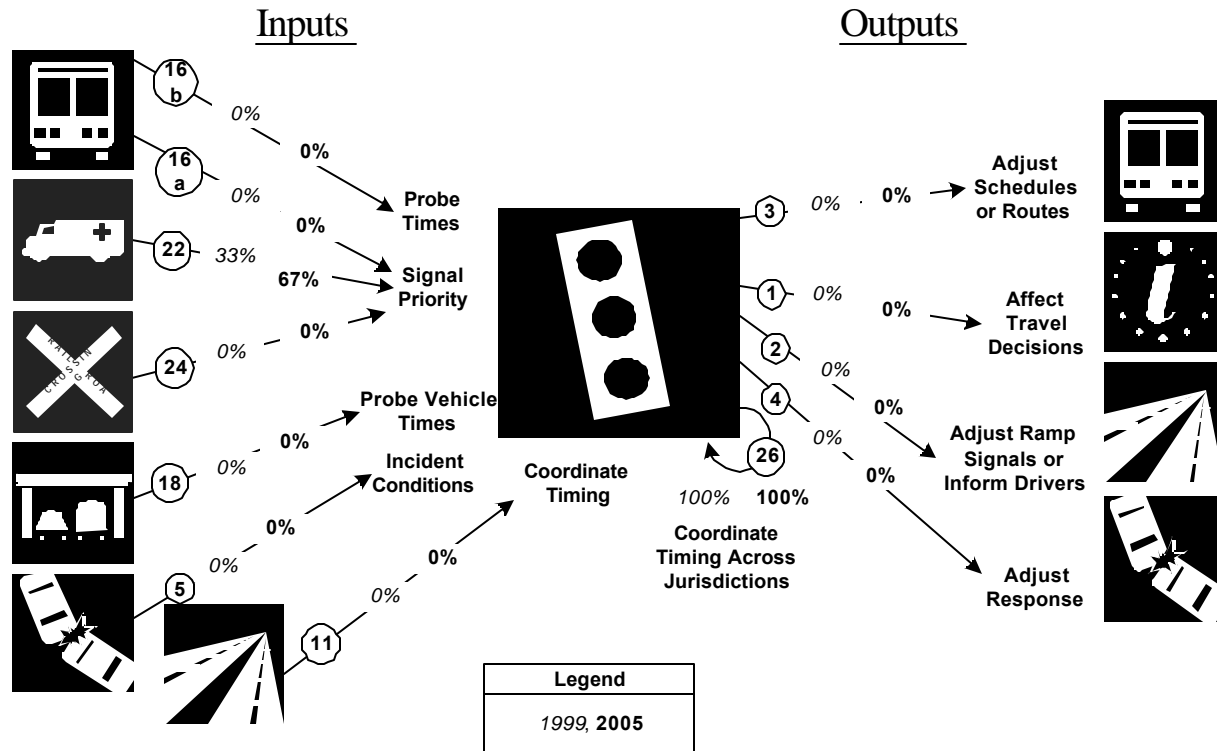 Inputs
Outputs
16
b
0%
0%
Probe
Times
16
a
0%
0%
22
33%
67%
Signal
Priority
24
0%
0%
RAILROAD
CROSSING
18
0%
0%
Probe Vehicle
Times
5
0%
0%
Incident
Conditions
11
0%
0%
Coordinate
Timing
3
0%
0%
Adjust
Schedules
or Routes
1
0%
0%
Affect
Travel
Decisions
i
2
0%
0%
Adjust Ramp
Signals or
Inform Drivers
4
0%
0%
Adjust
Response
26
100%
100%
Coordinate
Timing Across
Jurisdictions
Legend
1999, 2005